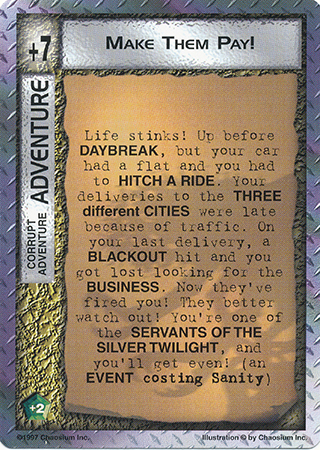 +7
MAKE THEM PAY!
CORRUPT
ADVENTURE
ADVENTURE
Life stinks! Up before
DAYBREAK, but your car
had a flat and you had
to HITCH A RIDE. Your
deliveries to the THREE
different CITIES were late
because of traffic. On
your last delivery, a
BLACKOUT hit and you
got lost looking for the
BUSINESS. Now they've
fired you! They better
watch out! You're one of
the SERVANTS OF THE
SILVER TWILIGHT, and
you'll get even! (an
EVENT costing Sanity)
+2
©1997 Chaosium Inc.
Illustration © by Chaosium Inc.